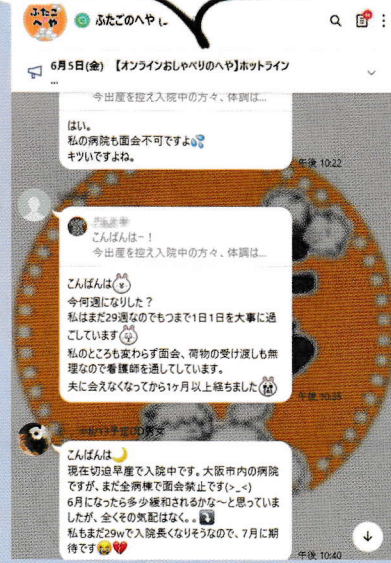 ふたご
へや
ふたごのへや
6月5日(金) 【オンラインおしゃべりのへや】ホットライン
...
今出産を控え入院中の方々、体調は...
はい。
私の病院も面会不可ですよ💦
キツいですよね。
午後 10:22
こんばんはー！
今出産を控え入院中の方々、体調は...
こんばんは
今何週になりした？
私はまだ29週なのでもつまで1日1日を大事に過
ごしています
私のところも変わらず面会、荷物の受け渡しも無
理なので看護師を通してしています。
夫に会えなくなってから1ヶ月以上経ちました
午後 10:35
こんばんは🌙
現在切迫早産で入院中です。大阪市内の病院
ですが、まだ全病棟で面会禁止です(>_<)
6月になったら多少緩和されるかな〜と思っていま
したが、全くその気配はなく。。⤵️
私もまだ29wで入院長くなりそうなので、7月に期
待です😭💔
午後 10:40